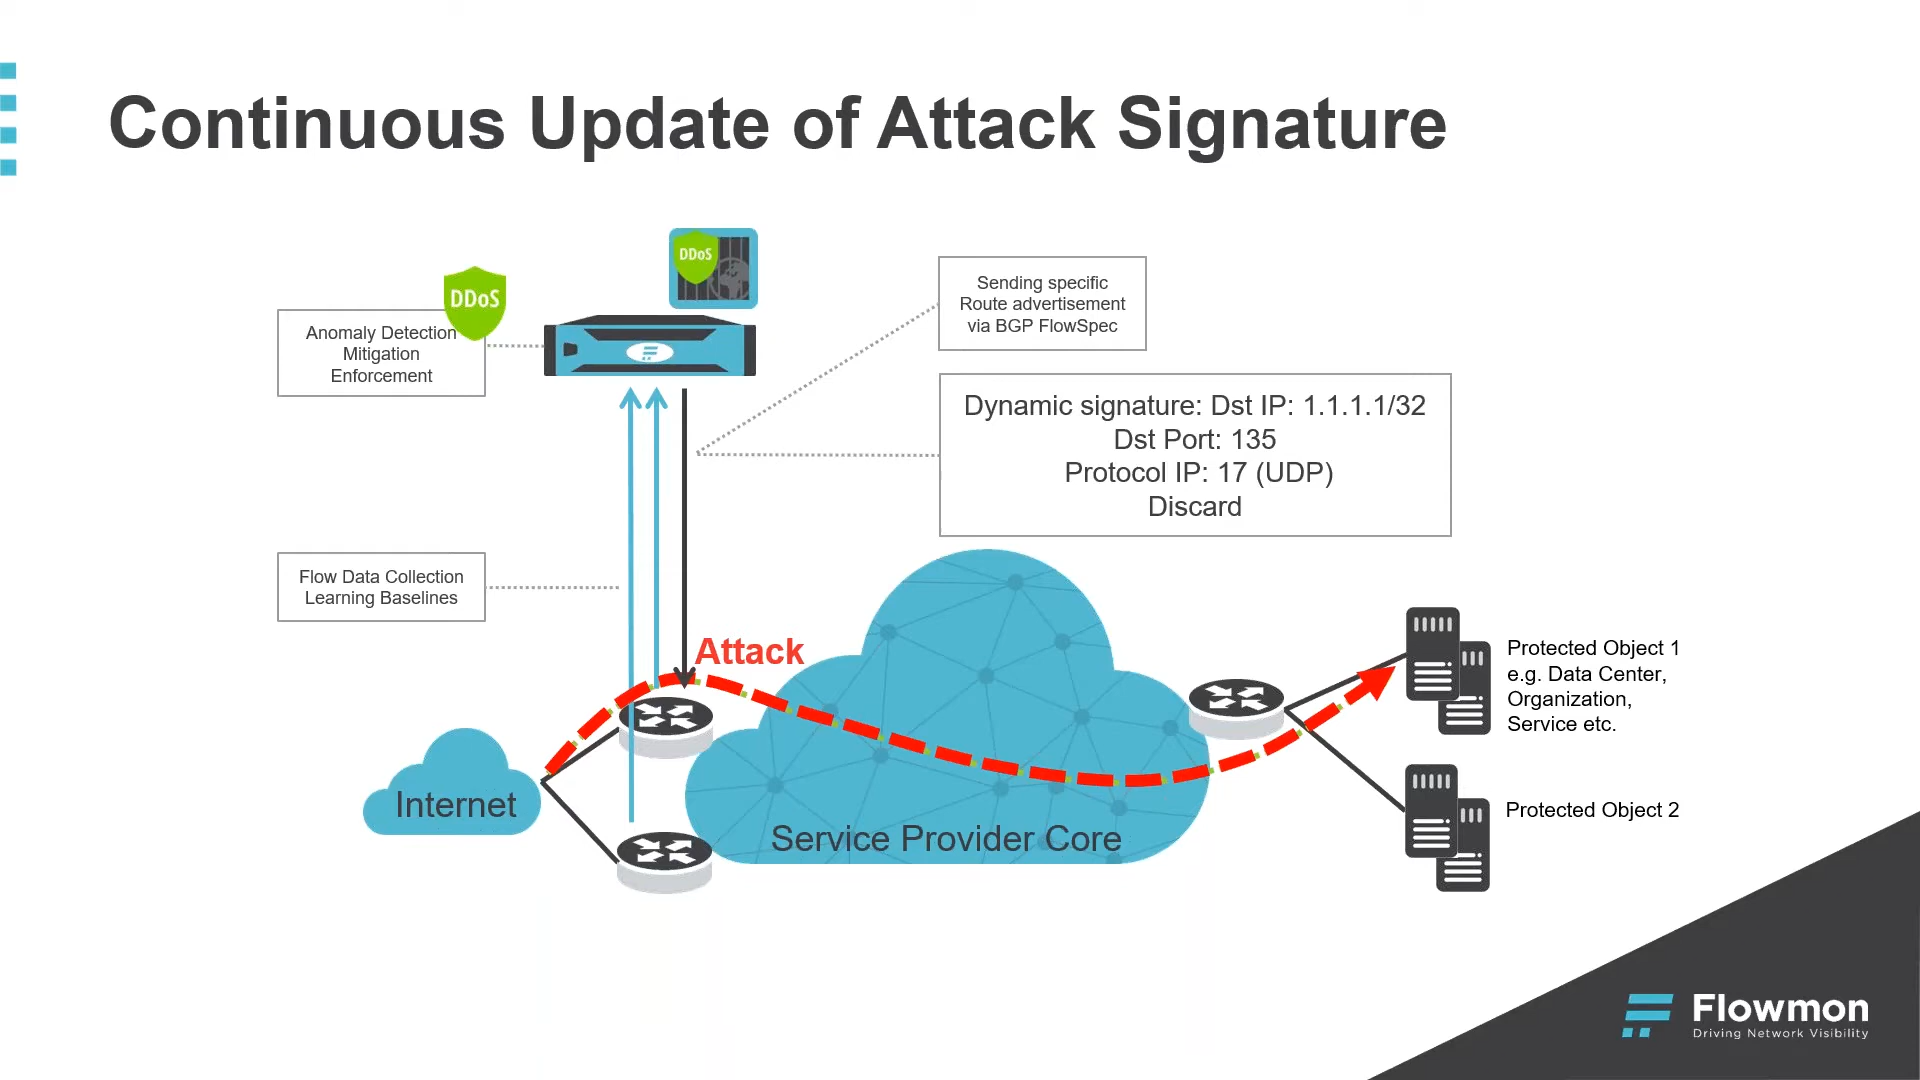 Continuous Update of Attack Signature
DDoS
DDoS
Anomaly Detection
Mitigation
Enforcement
Sending specific
Route advertisement
via BGP FlowSpec
Dynamic signature: Dst IP: 1.1.1.1/32
Dst Port: 135
Protocol IP: 17 (UDP)
Discard
Flow Data Collection
Learning Baselines
Attack
Internet
Service Provider Core
Protected Object 1
e.g. Data Center,
Organization,
Service etc.
Protected Object 2
Flowmon
Driving Network Visibility